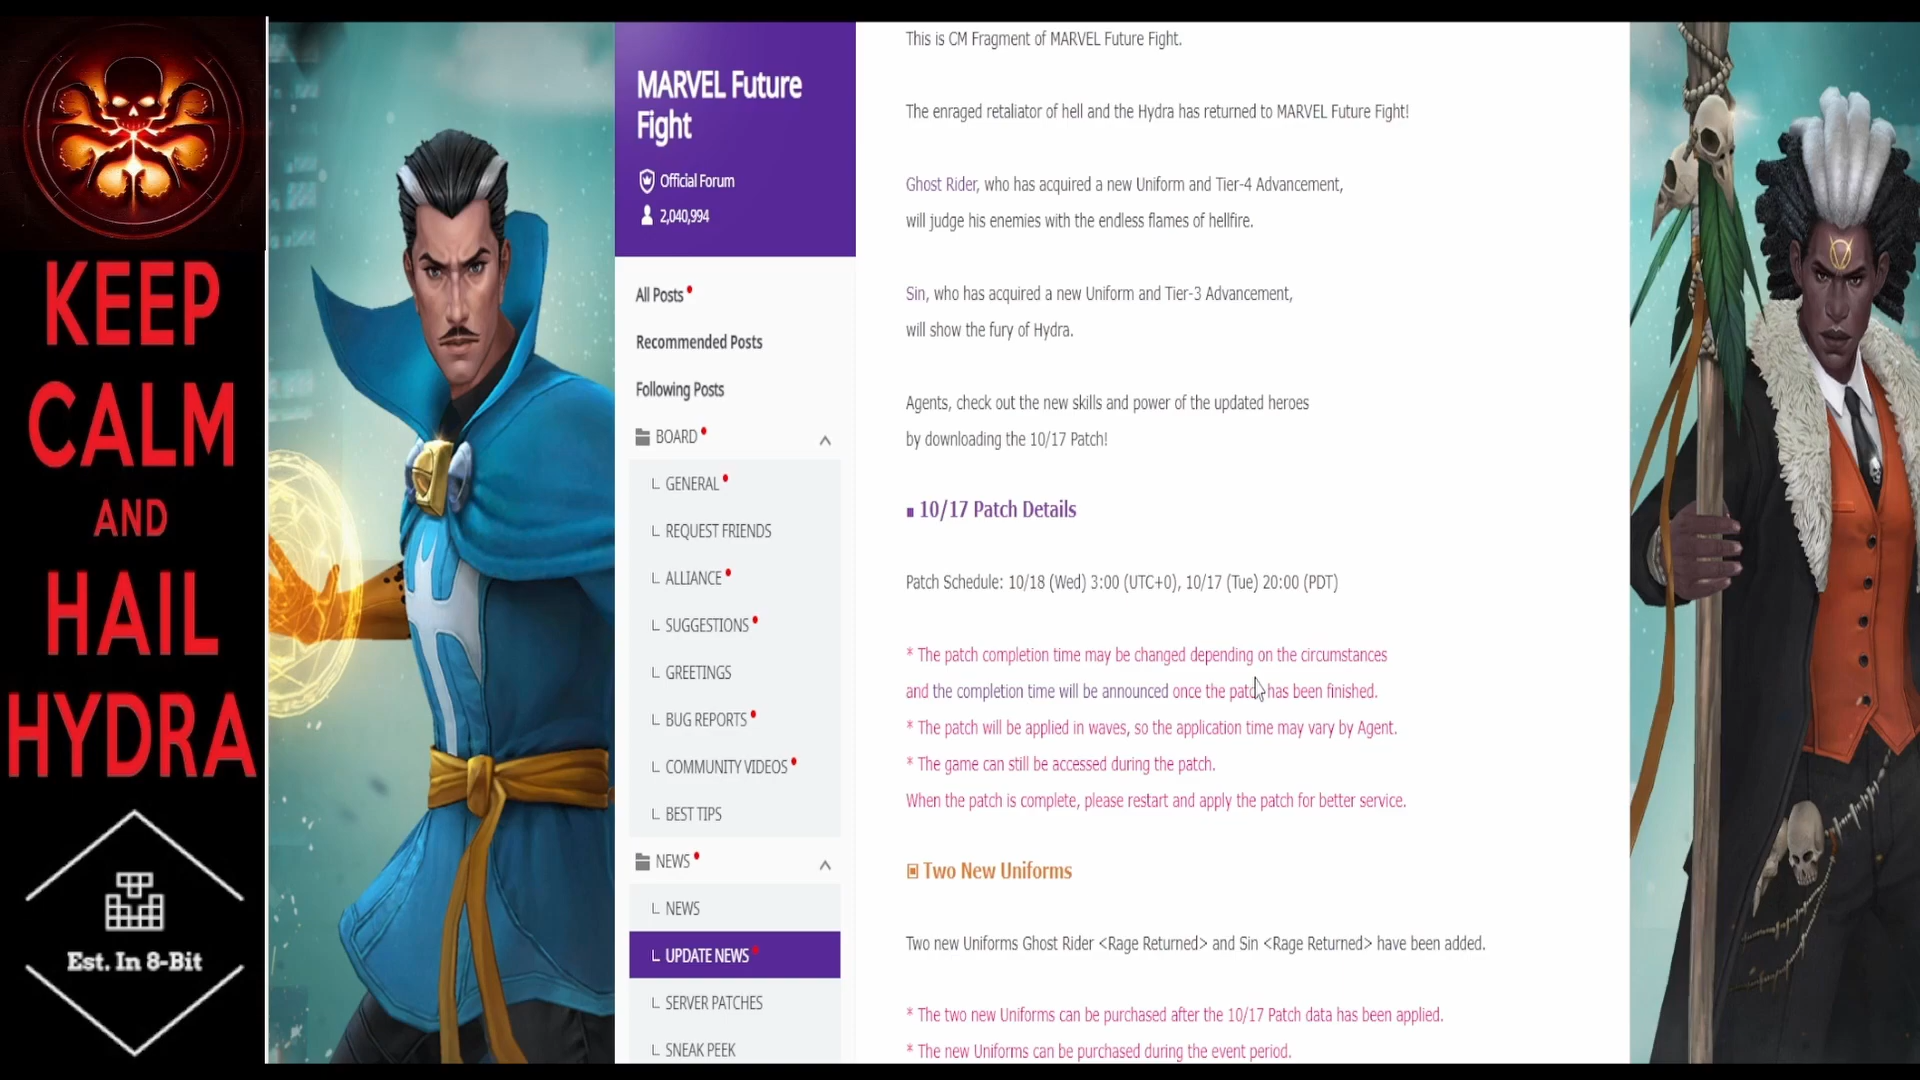 KEEP
CALM
AND
HAIL
HYDRA
Est. In 8-Bit
MARVEL Future
Fight
Official Forum
2,040,994
All Posts
Recommended Posts
Following Posts
BOARD
GENERAL
REQUEST FRIENDS
ALLIANCE
SUGGESTIONS
GREETINGS
BUG REPORTS
COMMUNITY VIDEOS
BEST TIPS
NEWS
NEWS
UPDATE NEWS
SERVER PATCHES
SNEAK PEEK
This is CM Fragment of MARVEL Future Fight.
The enraged retaliator of hell and the Hydra has returned to MARVEL Future Fight!
Ghost Rider, who has acquired a new Uniform and Tier-4 Advancement,
will judge his enemies with the endless flames of hellfire.
Sin, who has acquired a new Uniform and Tier-3 Advancement,
will show the fury of Hydra.
Agents, check out the new skills and power of the updated heroes
by downloading the 10/17 Patch!
■ 10/17 Patch Details
Patch Schedule: 10/18 (Wed) 3:00 (UTC+0), 10/17 (Tue) 20:00 (PDT)
* The patch completion time may be changed depending on the circumstances
and the completion time will be announced once the patch has been finished.
* The patch will be applied in waves, so the application time may vary by Agent.
* The game can still be accessed during the patch.
When the patch is complete, please restart and apply the patch for better service.
▣ Two New Uniforms
Two new Uniforms Ghost Rider <Rage Returned> and Sin <Rage Returned> have been added.
* The two new Uniforms can be purchased after the 10/17 Patch data has been applied.
* The new Uniforms can be purchased during the event period.